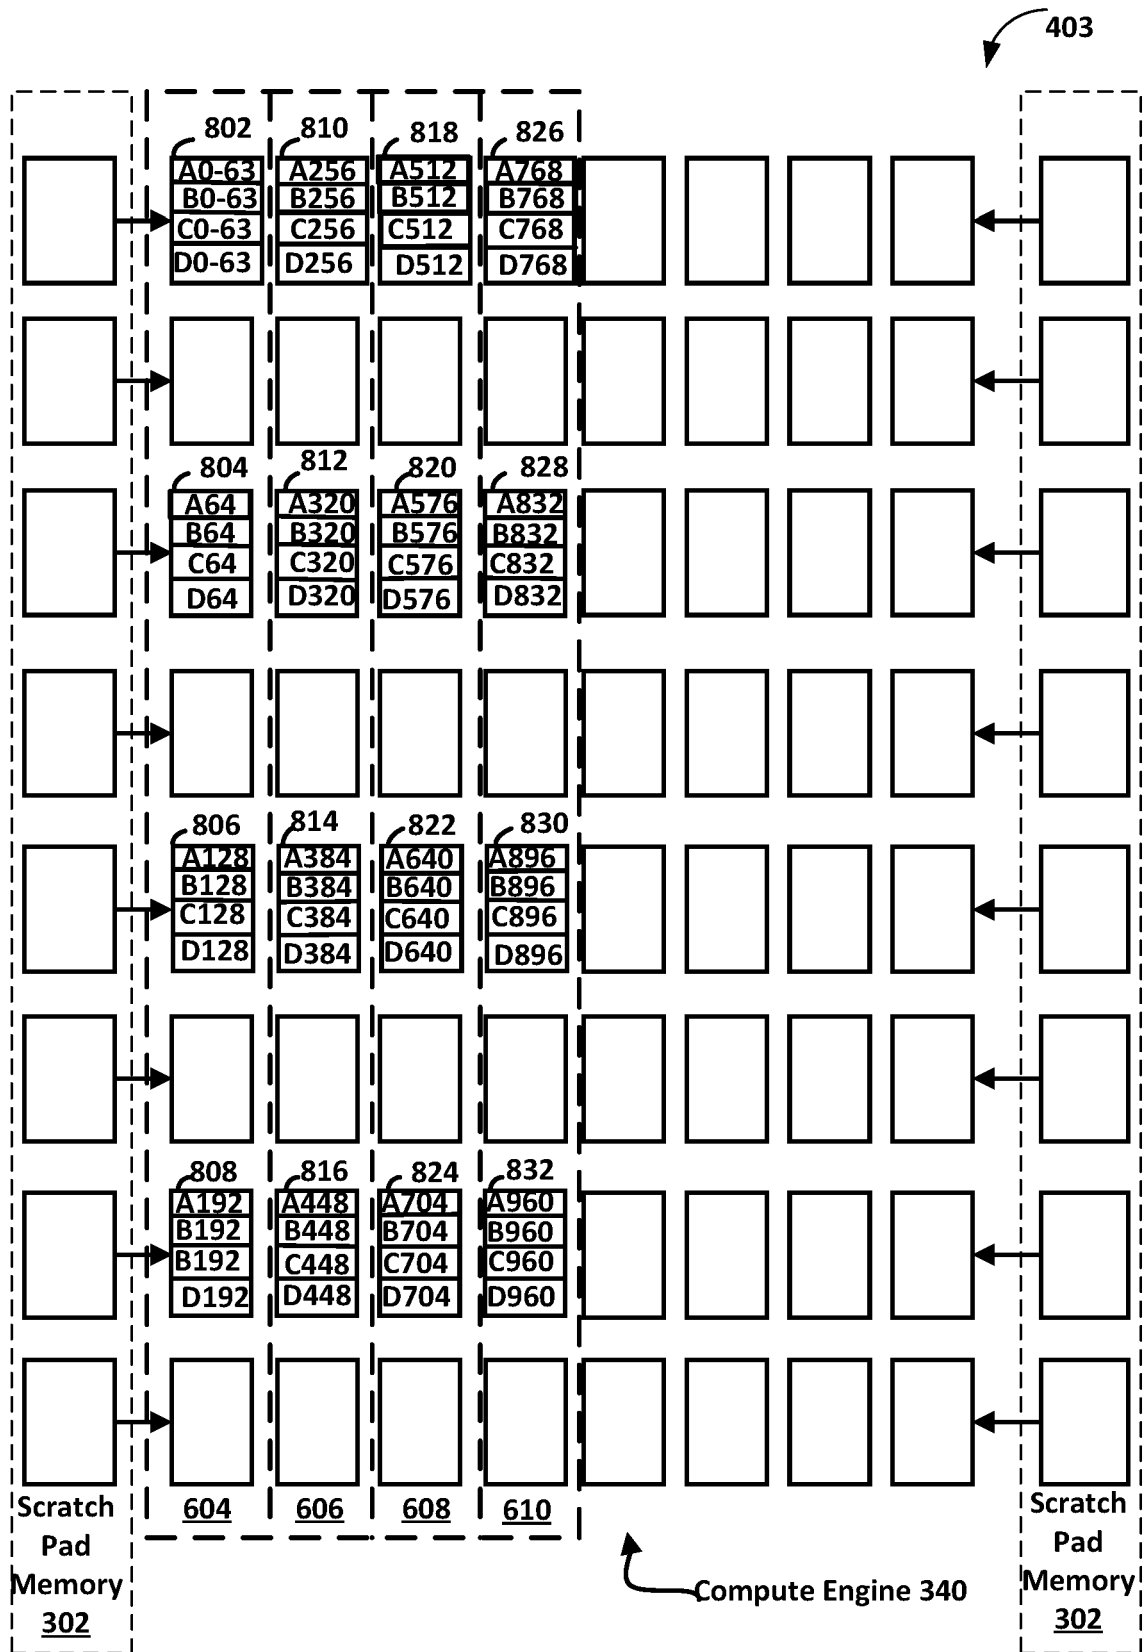 403
802 810 818 826
A0-63 A256 A512 A768
B0-63 B256 B512 B768
C0-63 C256 C512 C768
D0-63 D256 D512 D768
804 812 820 828
A64 A320 A576 A832
B64 B320 B576 B832
C64 C320 C576 C832
D64 D320 D576 D832
806 814 822 830
A128 A384 A640 A896
B128 B384 B640 B896
C128 C384 C640 C896
D128 D384 D640 D896
808 816 824 832
A192 A448 A704 A960
B192 B448 B704 B960
B192 C448 C704 C960
D192 D448 D704 D960
604 606 608 610
Scratch
Pad
Memory
302
Compute Engine 340
Scratch
Pad
Memory
302